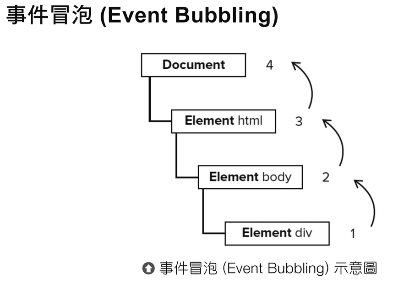 事件冒泡 (Event Bubbling)
Document 4
Element html 3
Element body 2
Element div 1
事件冒泡 (Event Bubbling) 示意圖